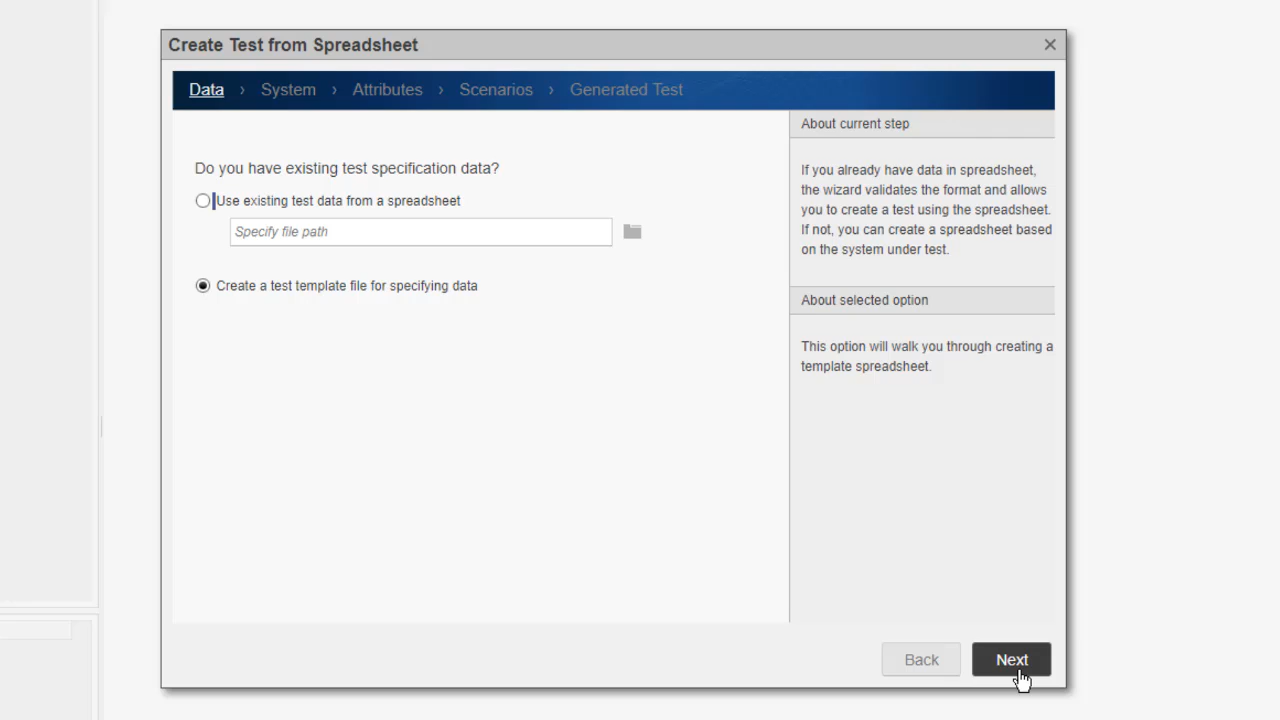 Create Test from Spreadsheet
Data › System › Attributes › Scenarios › Generated Test
Do you have existing test specification data?
Use existing test data from a spreadsheet
Specify file path
Create a test template file for specifying data
About current step
If you already have data in spreadsheet,
the wizard validates the format and allows
you to create a test using the spreadsheet.
If not, you can create a spreadsheet based
on the system under test.
About selected option
This option will walk you through creating a
template spreadsheet.
Back
Next